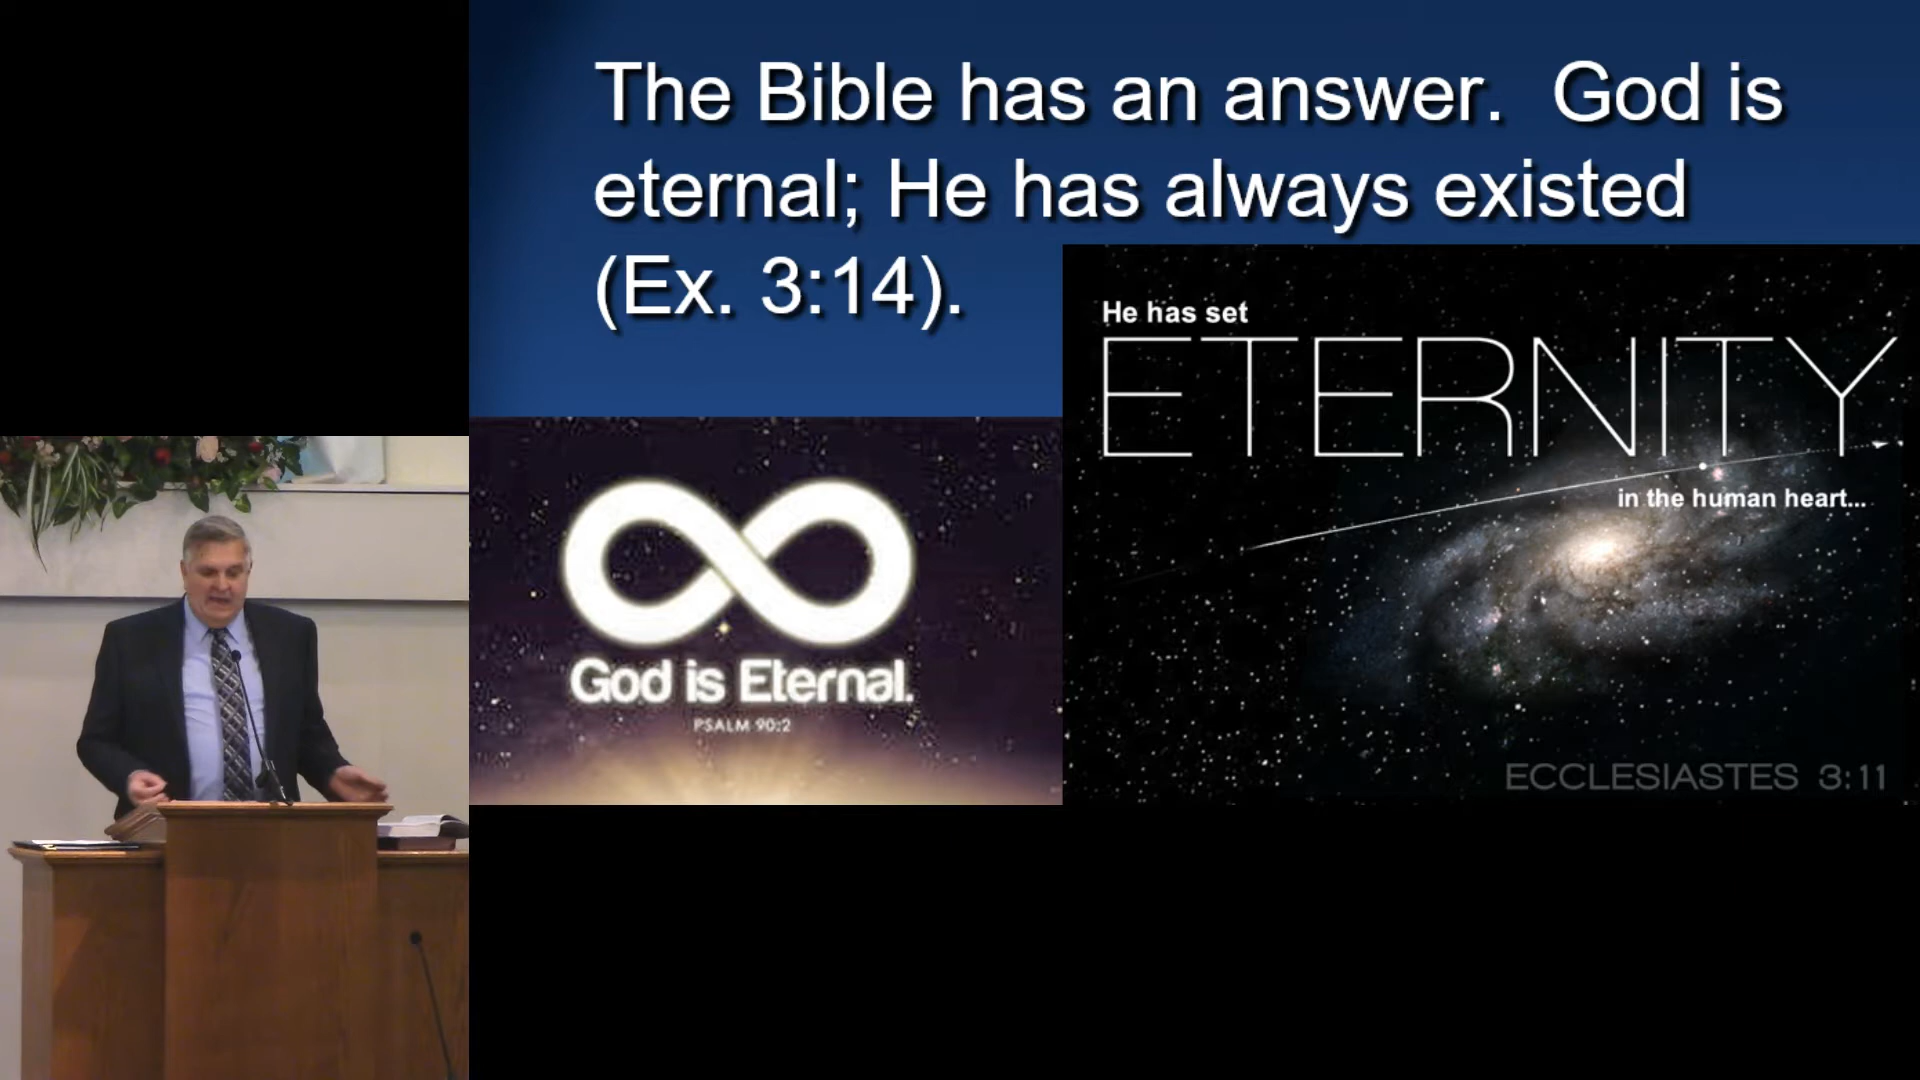 The Bible has an answer.  God is
eternal; He has always existed
(Ex. 3:14).
He has set
ETERNITY
in the human heart...
ECCLESIASTES 3:11
God is Eternal.
PSALM 90:2